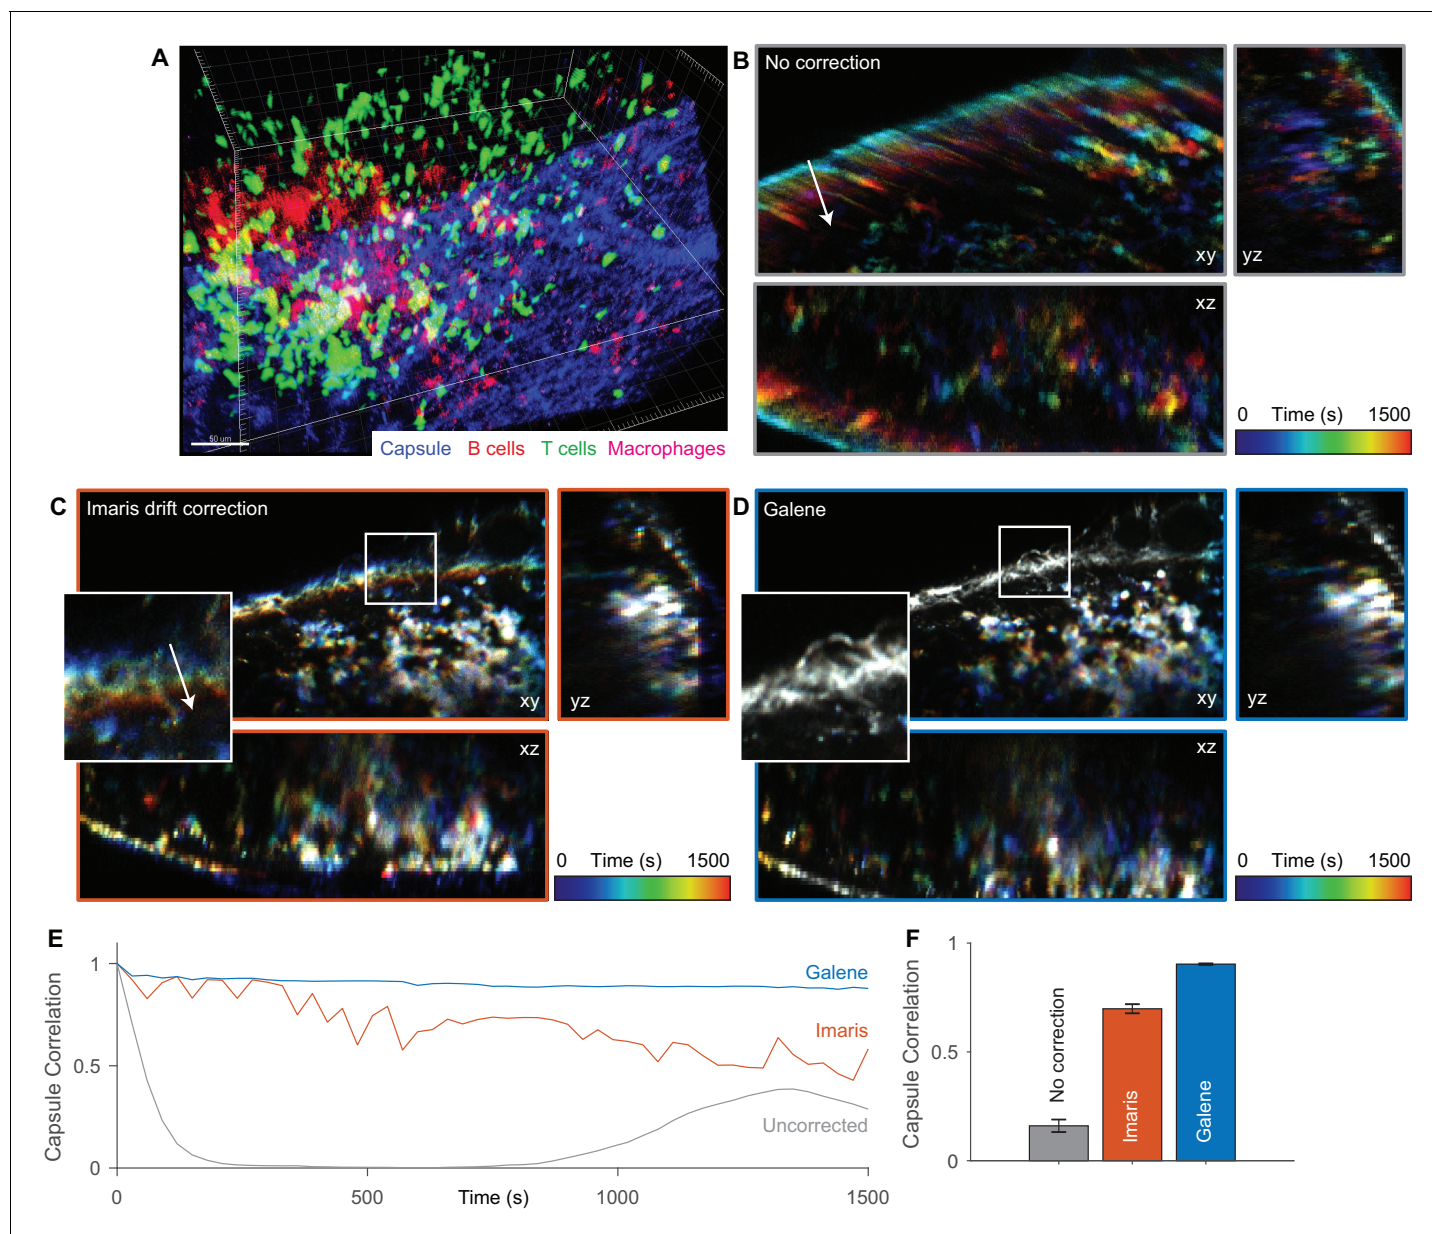 A
50 um
Capsule B cells T cells Macrophages
B
No correction
xy
yz
xz
0 Time (s) 1500
C
Imaris drift correction
xy
yz
xz
0 Time (s) 1500
D
Galene
xy
yz
xz
0 Time (s) 1500
E
Capsule Correlation
1
0.5
0
Galene
Imaris
Uncorrected
0
500
Time (s)
1000
1500
F
Capsule Correlation
1
0.5
0
No correction
Imaris
Galene